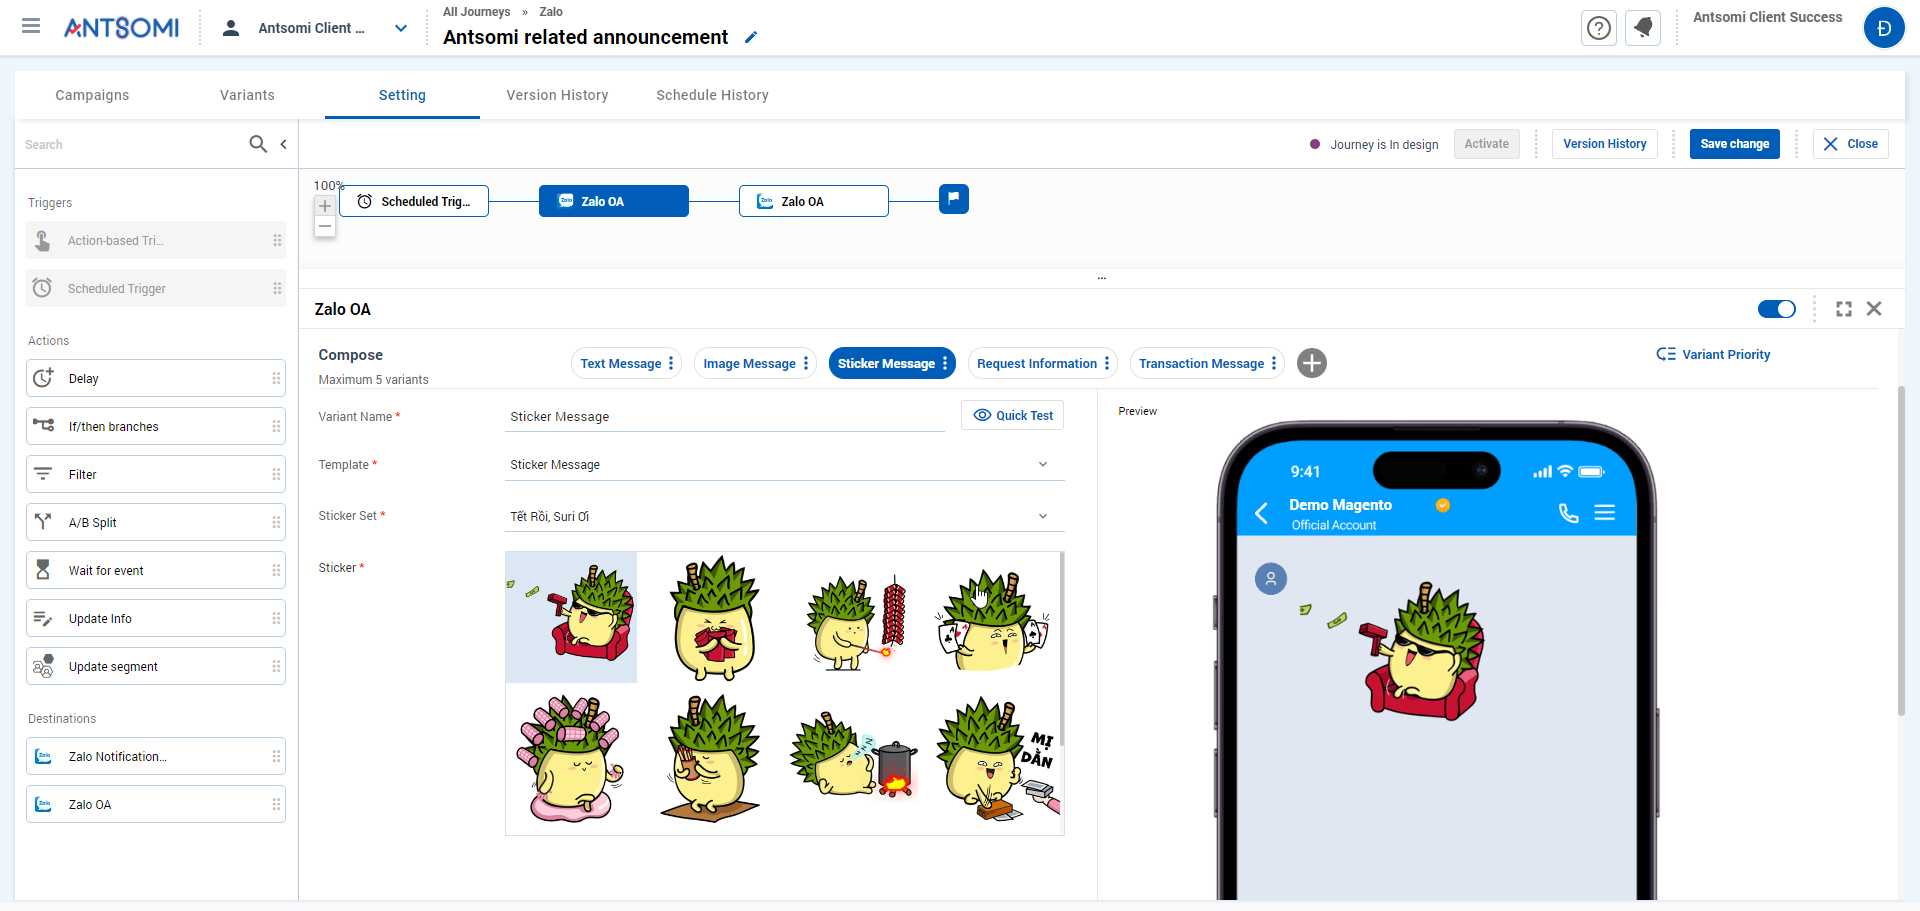 ANTSOMI
Antsomi Client ...
All Journeys » Zalo
Antsomi related announcement
Antsomi Client Success
Đ
Campaigns
Variants
Setting
Version History
Schedule History
Search
Journey is In design
Activate
Version History
Save change
Close
100%
Scheduled Trig...
Zalo OA
Zalo OA
Triggers
Action-based Tri...
Scheduled Trigger
Actions
Delay
If/then branches
Filter
A/B Split
Wait for event
Update Info
Update segment
Destinations
Zalo Notification...
Zalo OA
...
Zalo OA
Compose
Maximum 5 variants
Text Message
Image Message
Sticker Message
Request Information
Transaction Message
Variant Priority
Variant Name *
Sticker Message
Quick Test
Template *
Sticker Message
Sticker Set *
Tết Rồi, Suri Ơi
Sticker *
MỊ
DẰN
Preview
9:41
Demo Magento
Official Account